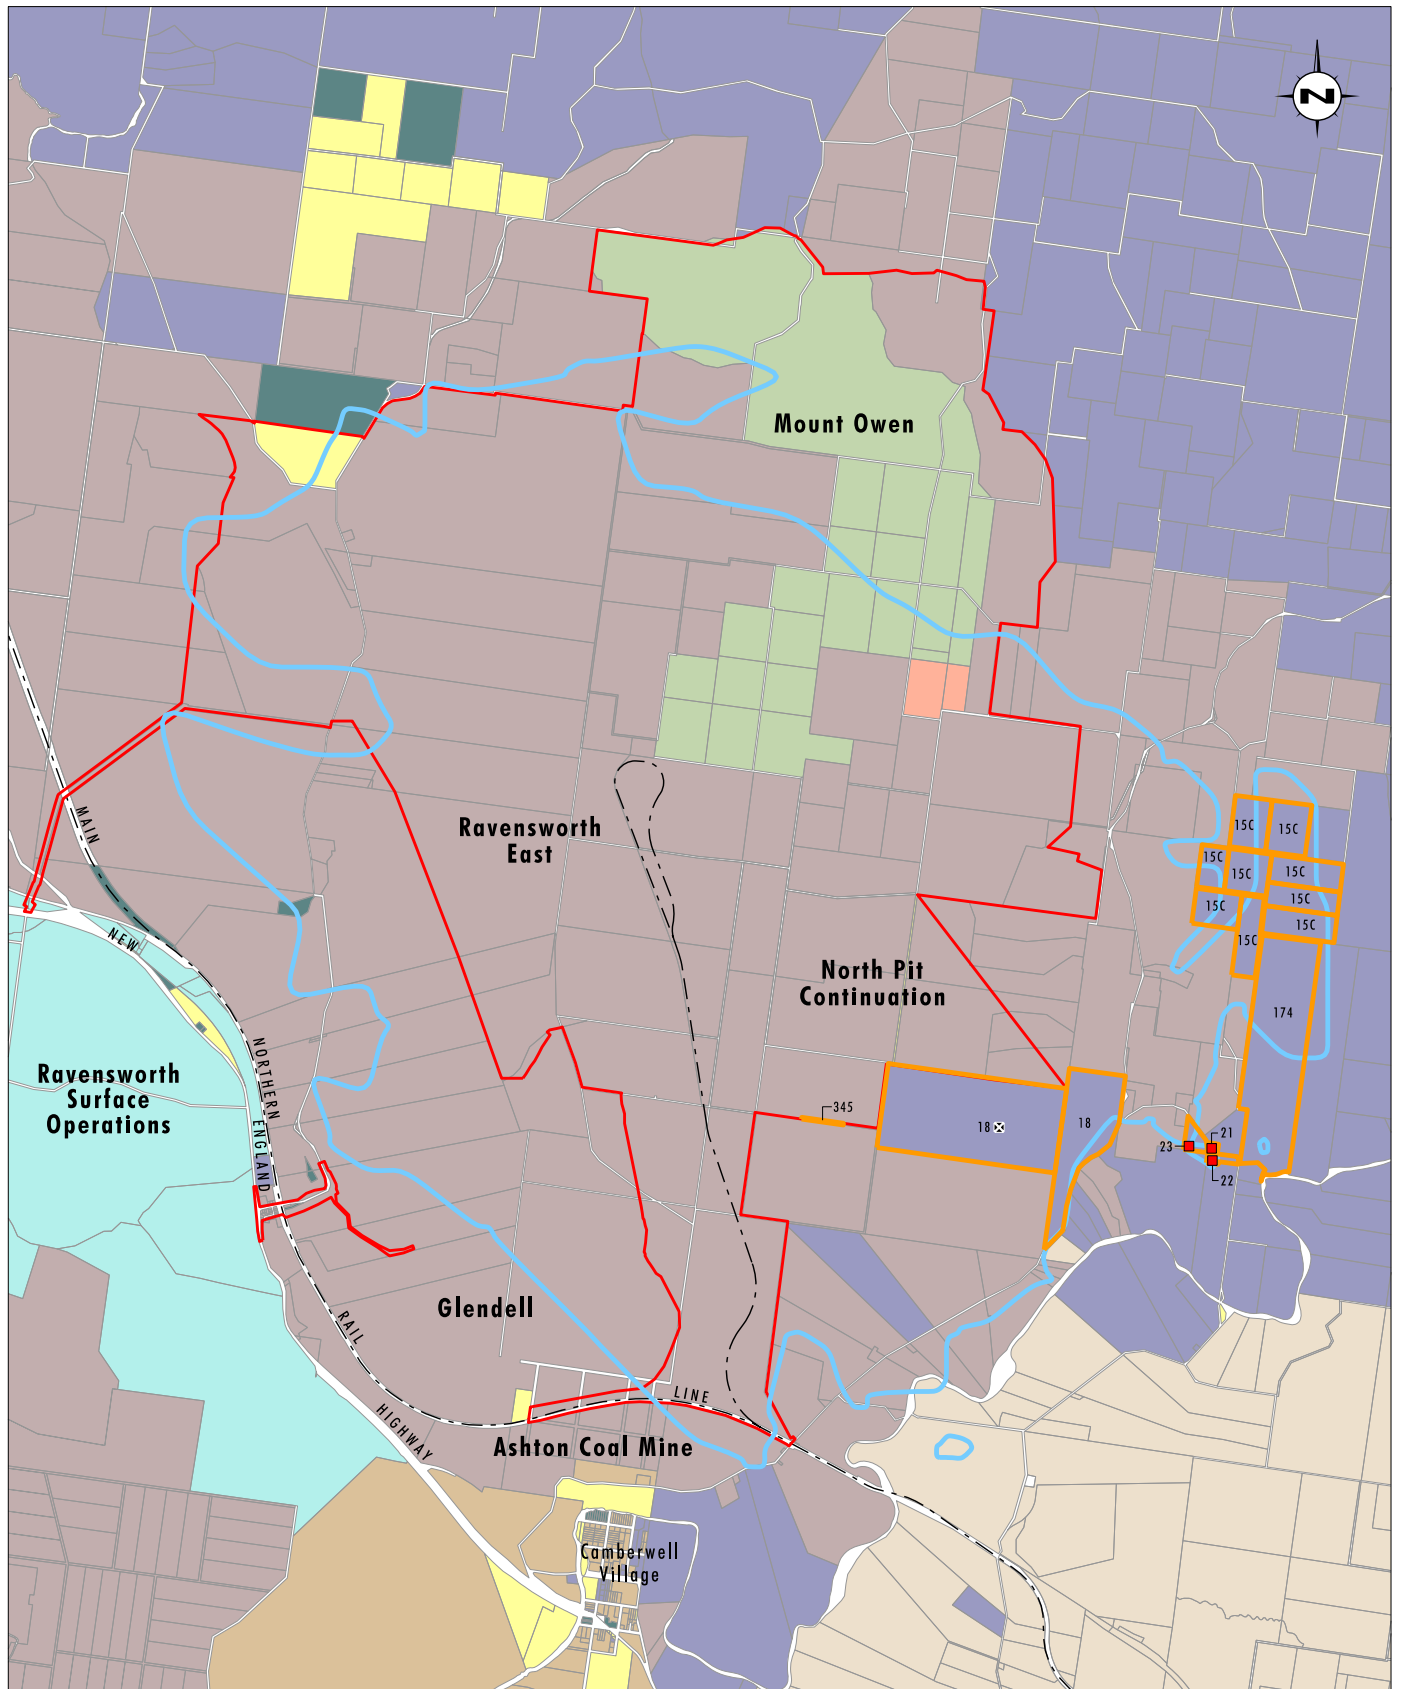 N
Mount Owen
MAIN
Ravensworth
East
15C
15C
15C
15C
15C
15C
15C
15C
15C
NEW
North Pit
Continuation
174
NORTHERN
Ravensworth
Surface
Operations
345
18
18
ENGLAND
23
21
22
Glendell
RAIL
LINE
HIGHWAY
Ashton Coal Mine
Camberwell
Village